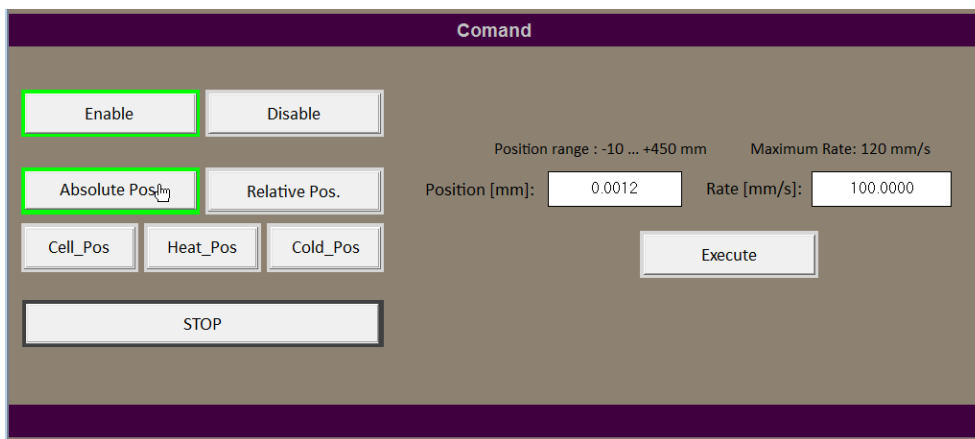 Comand
Enable
Disable
Position range : -10 ... +450 mm
Maximum Rate: 120 mm/s
Absolute Pos.
Relative Pos.
Position [mm]:
0.0012
Rate [mm/s]:
100.0000
Cell_Pos
Heat_Pos
Cold_Pos
Execute
STOP